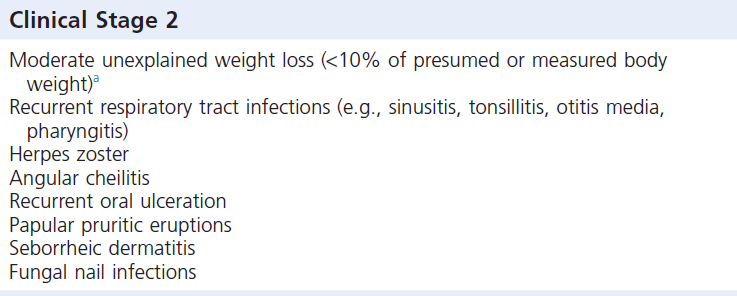 Clinical Stage 2
Moderate unexplained weight loss (<10% of presumed or measured body
weight)ᵃ
Recurrent respiratory tract infections (e.g., sinusitis, tonsillitis, otitis media,
pharyngitis)
Herpes zoster
Angular cheilitis
Recurrent oral ulceration
Papular pruritic eruptions
Seborrheic dermatitis
Fungal nail infections